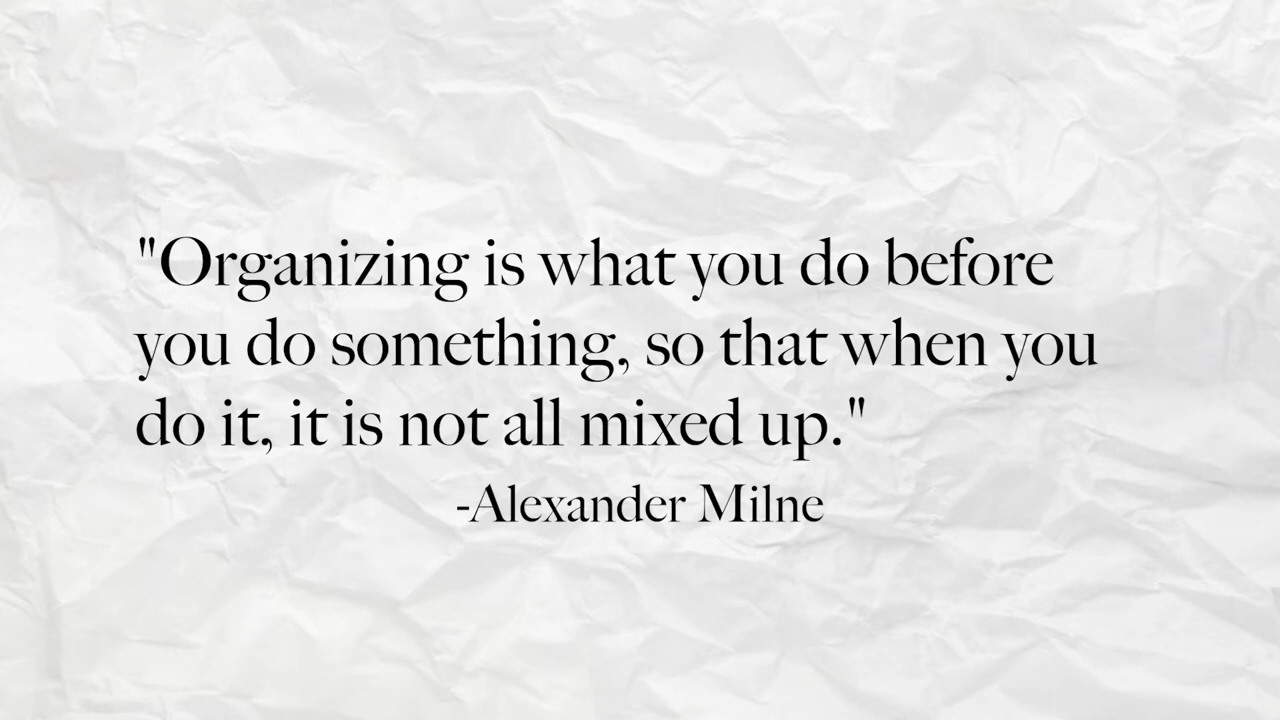 "Organizing is what you do before
you do something, so that when you
do it, it is not all mixed up."
-Alexander Milne